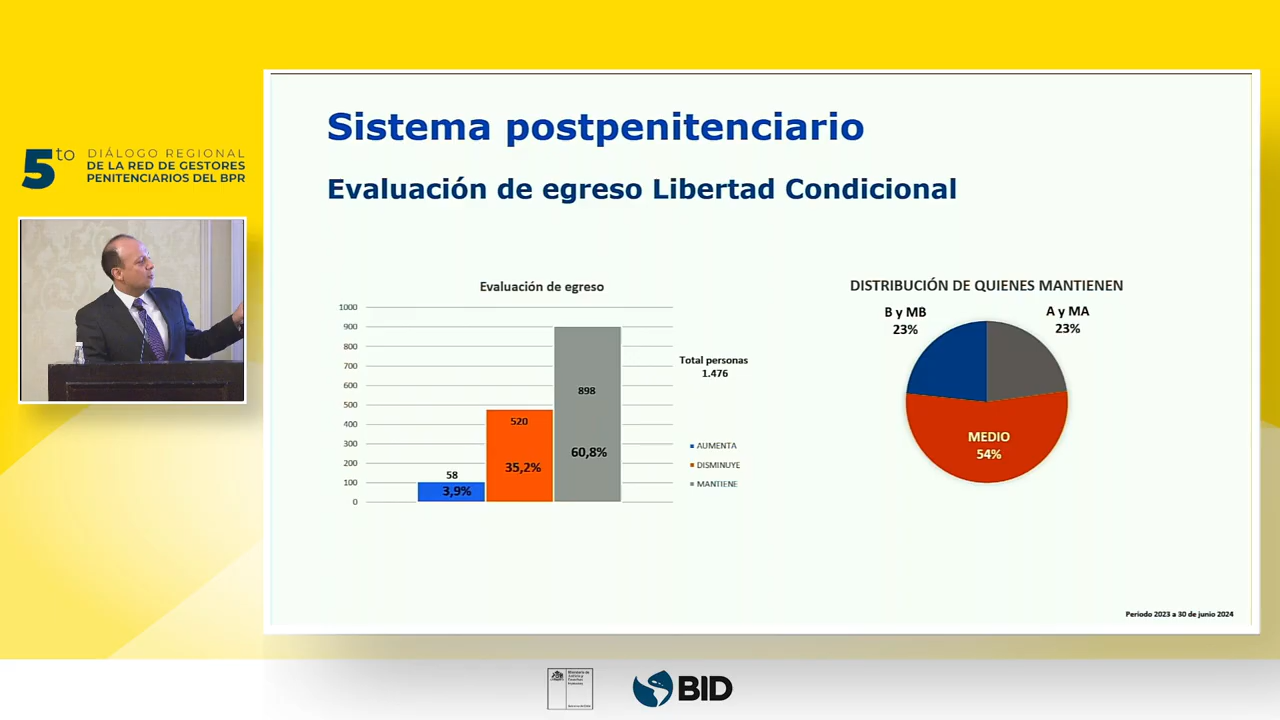 5to
DIÁLOGO REGIONAL
DE LA RED DE GESTORES
PENITENCIARIOS DEL BPR
Sistema postpenitenciario
Evaluación de egreso Libertad Condicional
Evaluación de egreso
1000
900
800
700
600
500
400
300
200
100
0
58
3,9%
520
35,2%
898
60,8%
Total personas
1.476
AUMENTA
DISMINUYE
MANTIENE
DISTRIBUCIÓN DE QUIENES MANTIENEN
B y MB
23%
A y MA
23%
MEDIO
54%
Periodo 2023 a 30 de junio 2024
BID